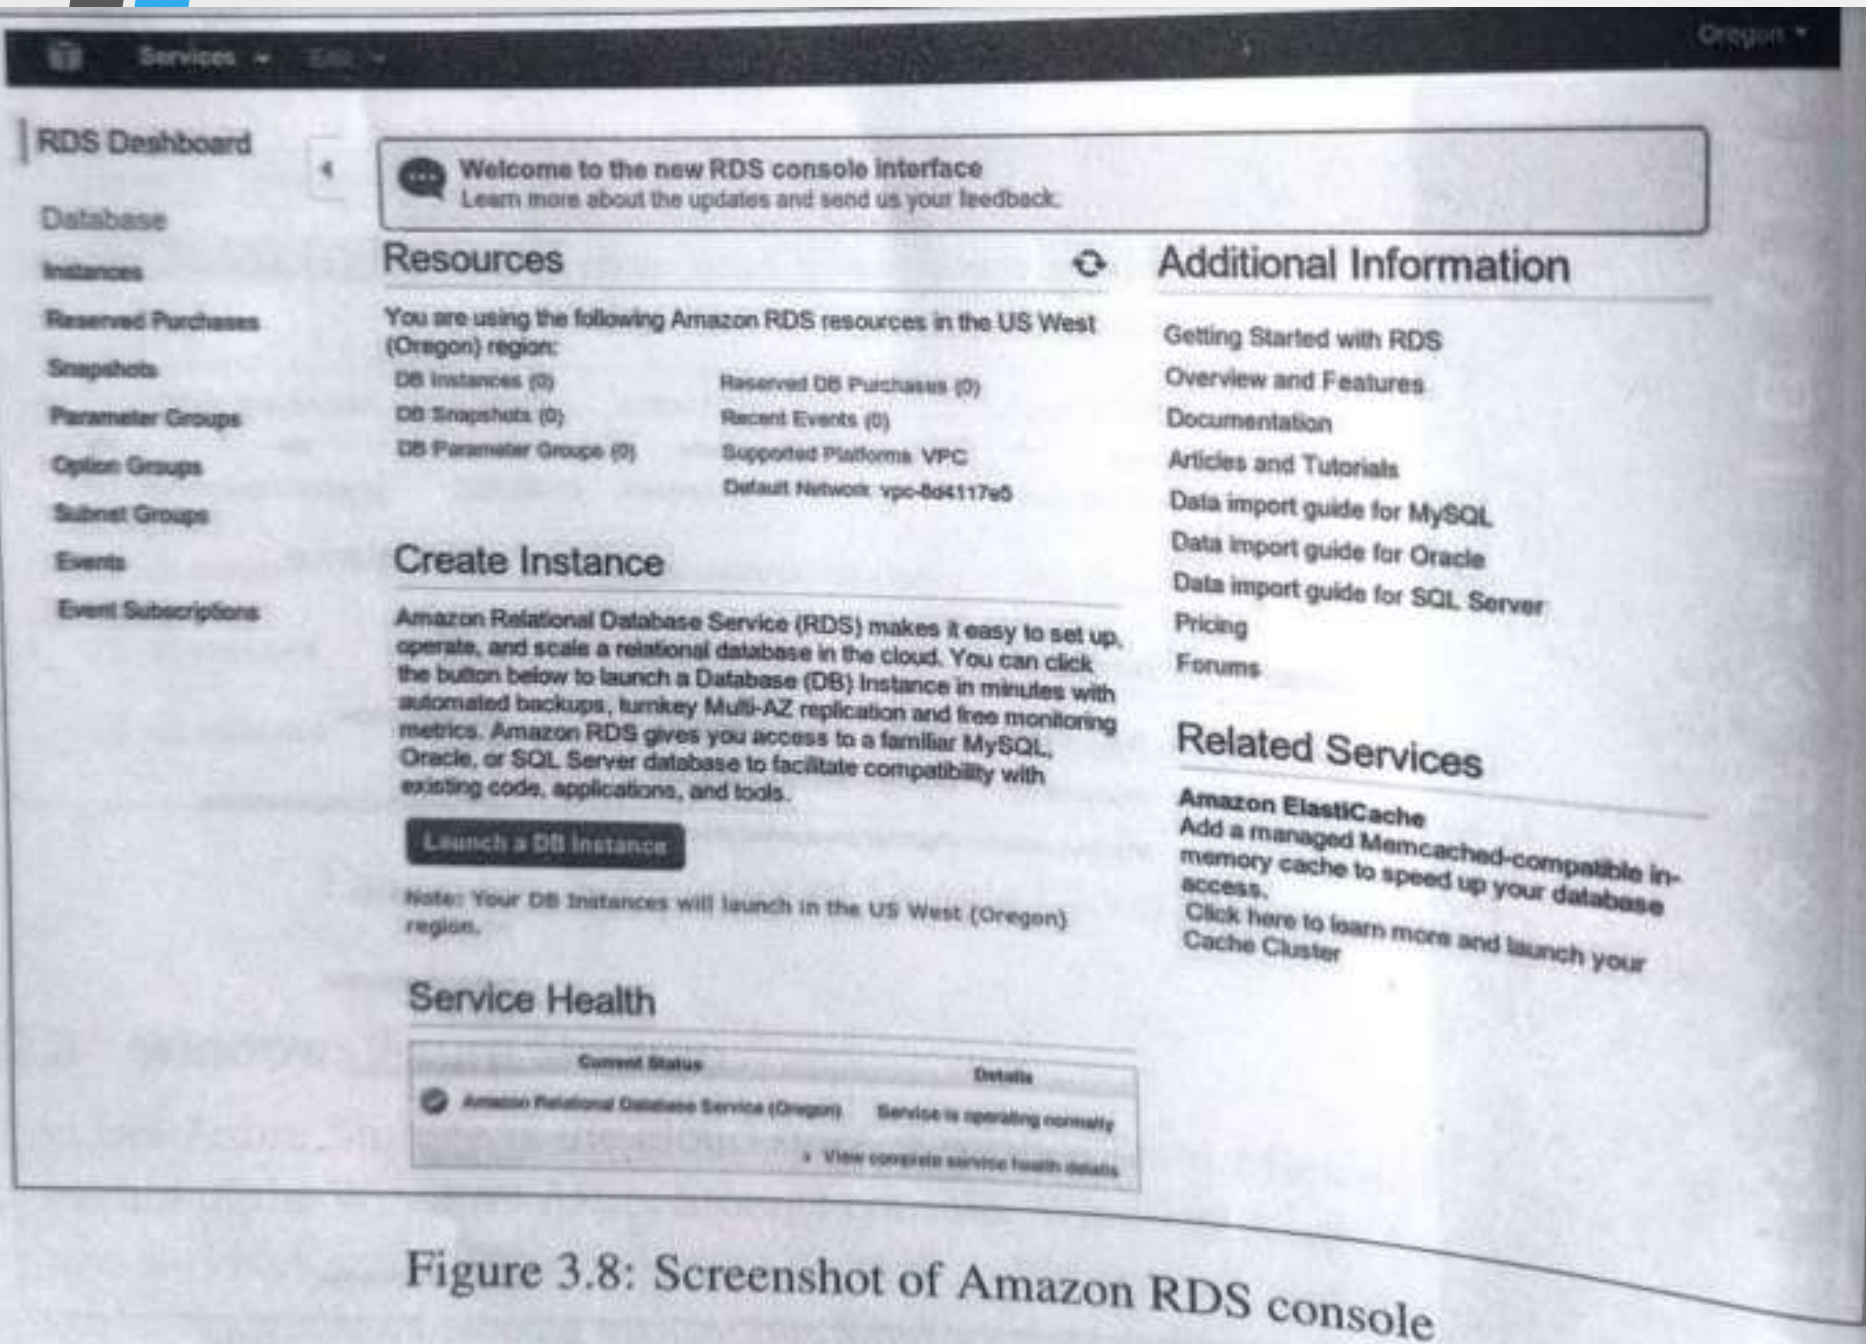 Services
Edit
Oregon
RDS Dashboard
Database
Instances
Reserved Purchases
Snapshots
Parameter Groups
Option Groups
Subnet Groups
Events
Event Subscriptions
Welcome to the new RDS console interface
Learn more about the updates and send us your feedback.
Resources
You are using the following Amazon RDS resources in the US West
(Oregon) region:
DB Instances (0)
DB Snapshots (0)
DB Parameter Groups (0)
Reserved DB Purchases (0)
Recent Events (0)
Supported Platforms VPC
Default Network
Create Instance
Amazon Relational Database Service (RDS) makes it easy to set up,
operate, and scale a relational database in the cloud. You can click
the button below to launch a Database (DB) Instance in minutes with
automated backups, turnkey Multi-AZ replication and free monitoring
metrics. Amazon RDS gives you access to a familiar MySQL,
Oracle, or SQL Server database to facilitate compatibility with
existing code, applications, and tools.
Launch a DB Instance
Note: Your DB Instances will launch in the US West (Oregon)
region.
Service Health
Current Status
Details
Amazon Relational Database Service (Oregon)
Service is operating normally
View complete service health details
Additional Information
Getting Started with RDS
Overview and Features
Documentation
Articles and Tutorials
Data import guide for MySQL
Data import guide for Oracle
Data import guide for SQL Server
Pricing
Forums
Related Services
Amazon ElastiCache
Add a managed Memcached-compatible in-
memory cache to speed up your database
access.
Click here to learn more and launch your
Cache Cluster
Figure 3.8: Screenshot of Amazon RDS console